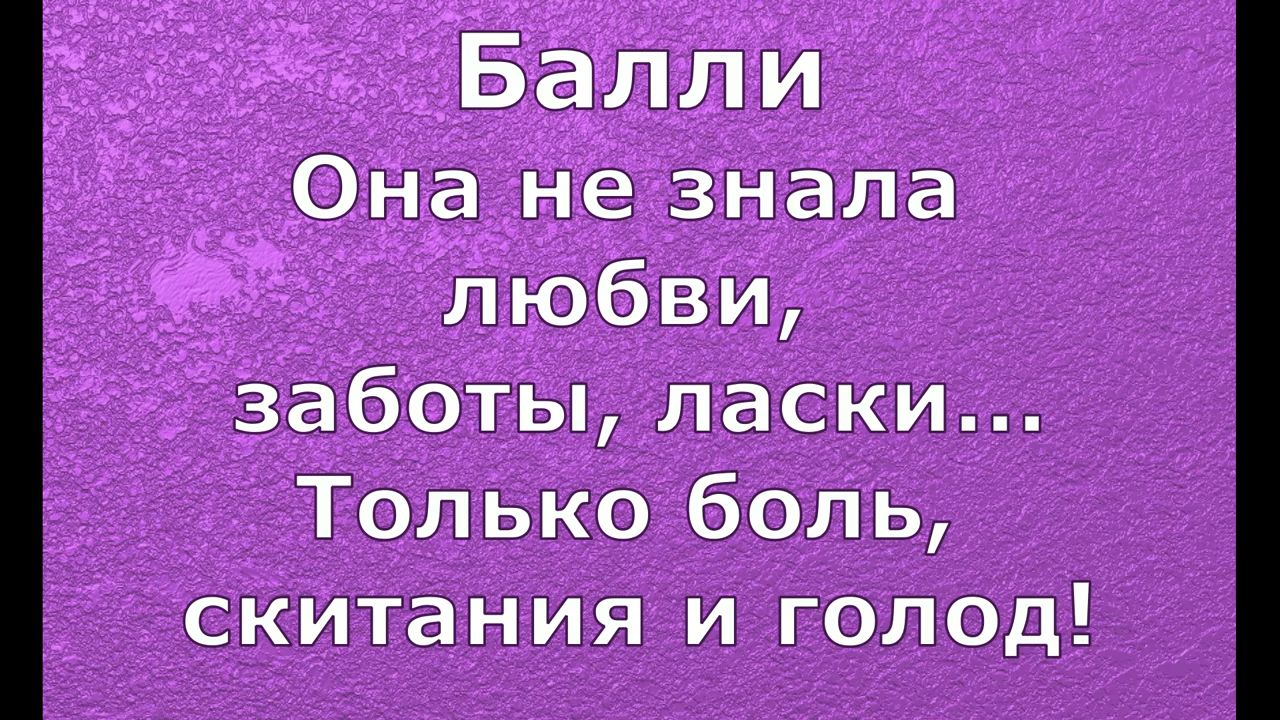 Балли
Она не знала
любви,
заботы, ласки...
Только боль,
скитания и голод!